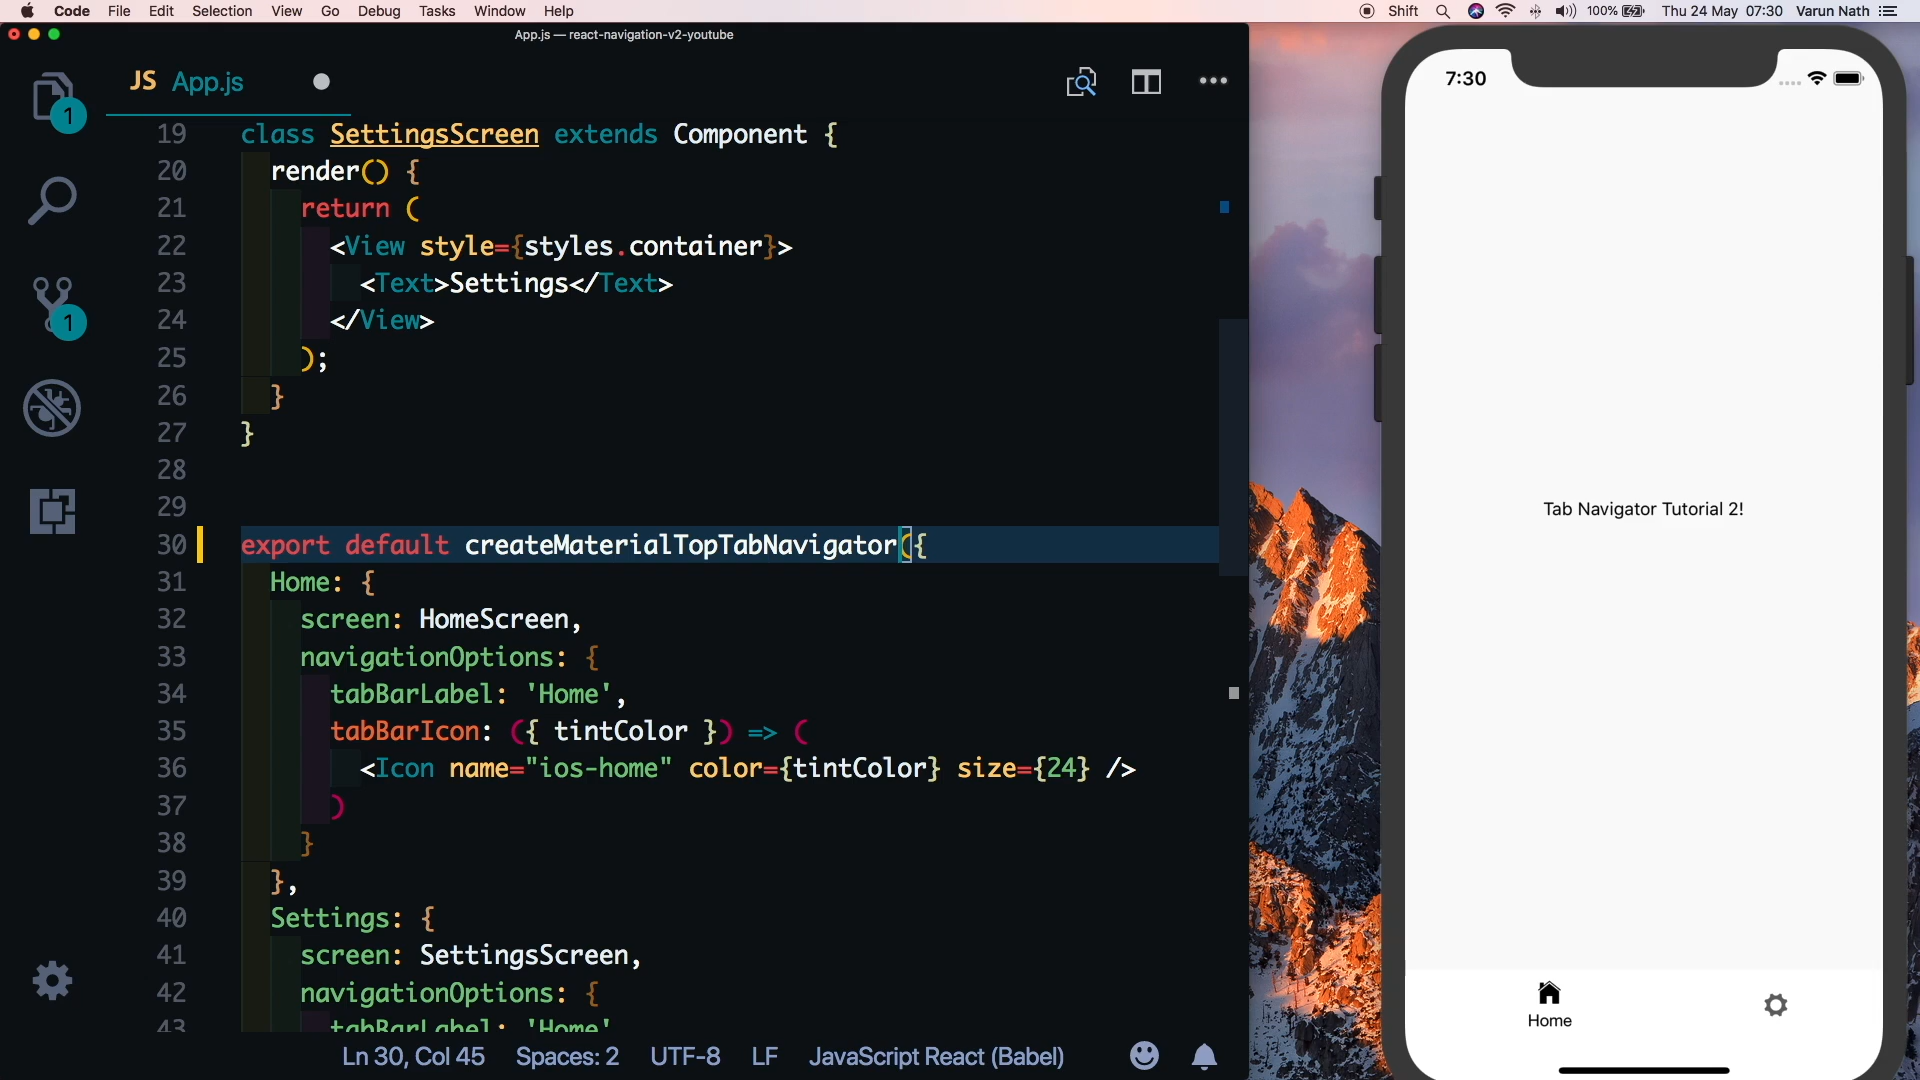 Code File Edit Selection View Go Debug Tasks Window Help
Shift 100% Thu 24 May 07:30 Varun Nath
App.js — react-navigation-v2-youtube
JS App.js
1
1
19 class SettingsScreen extends Component {
20 render() {
21 return (
22 <View style={styles.container}>
23 <Text>Settings</Text>
24 </View>
25 );
26 }
27 }
28
29
30 export default createMaterialTopTabNavigator({
31 Home: {
32 screen: HomeScreen,
33 navigationOptions: {
34 tabBarLabel: 'Home',
35 tabBarIcon: ({ tintColor }) => (
36 <Icon name="ios-home" color={tintColor} size={24} />
37 )
38 }
39 },
40 Settings: {
41 screen: SettingsScreen,
42 navigationOptions: {
43 tabBarLabel: 'Home'
Ln 30, Col 45 Spaces: 2 UTF-8 LF JavaScript React (Babel)
7:30
Tab Navigator Tutorial 2!
Home